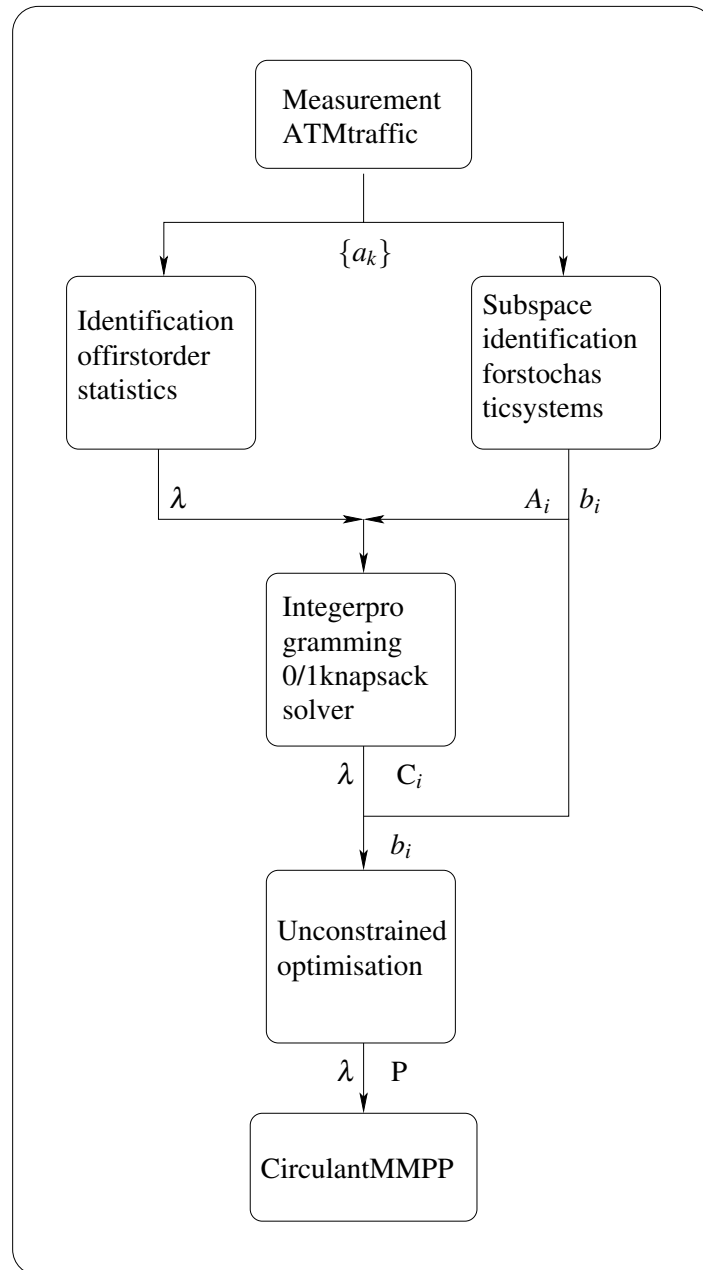 Measurement
ATMtraffic
{a_k}
Identification
offirstorder
statistics
Subspace
identification
forstochas
ticsystems
λ
A_i b_i
Integerpro
gramming
0/1knapsack
solver
λ C_i
b_i
Unconstrained
optimisation
λ P
CirculantMMPP